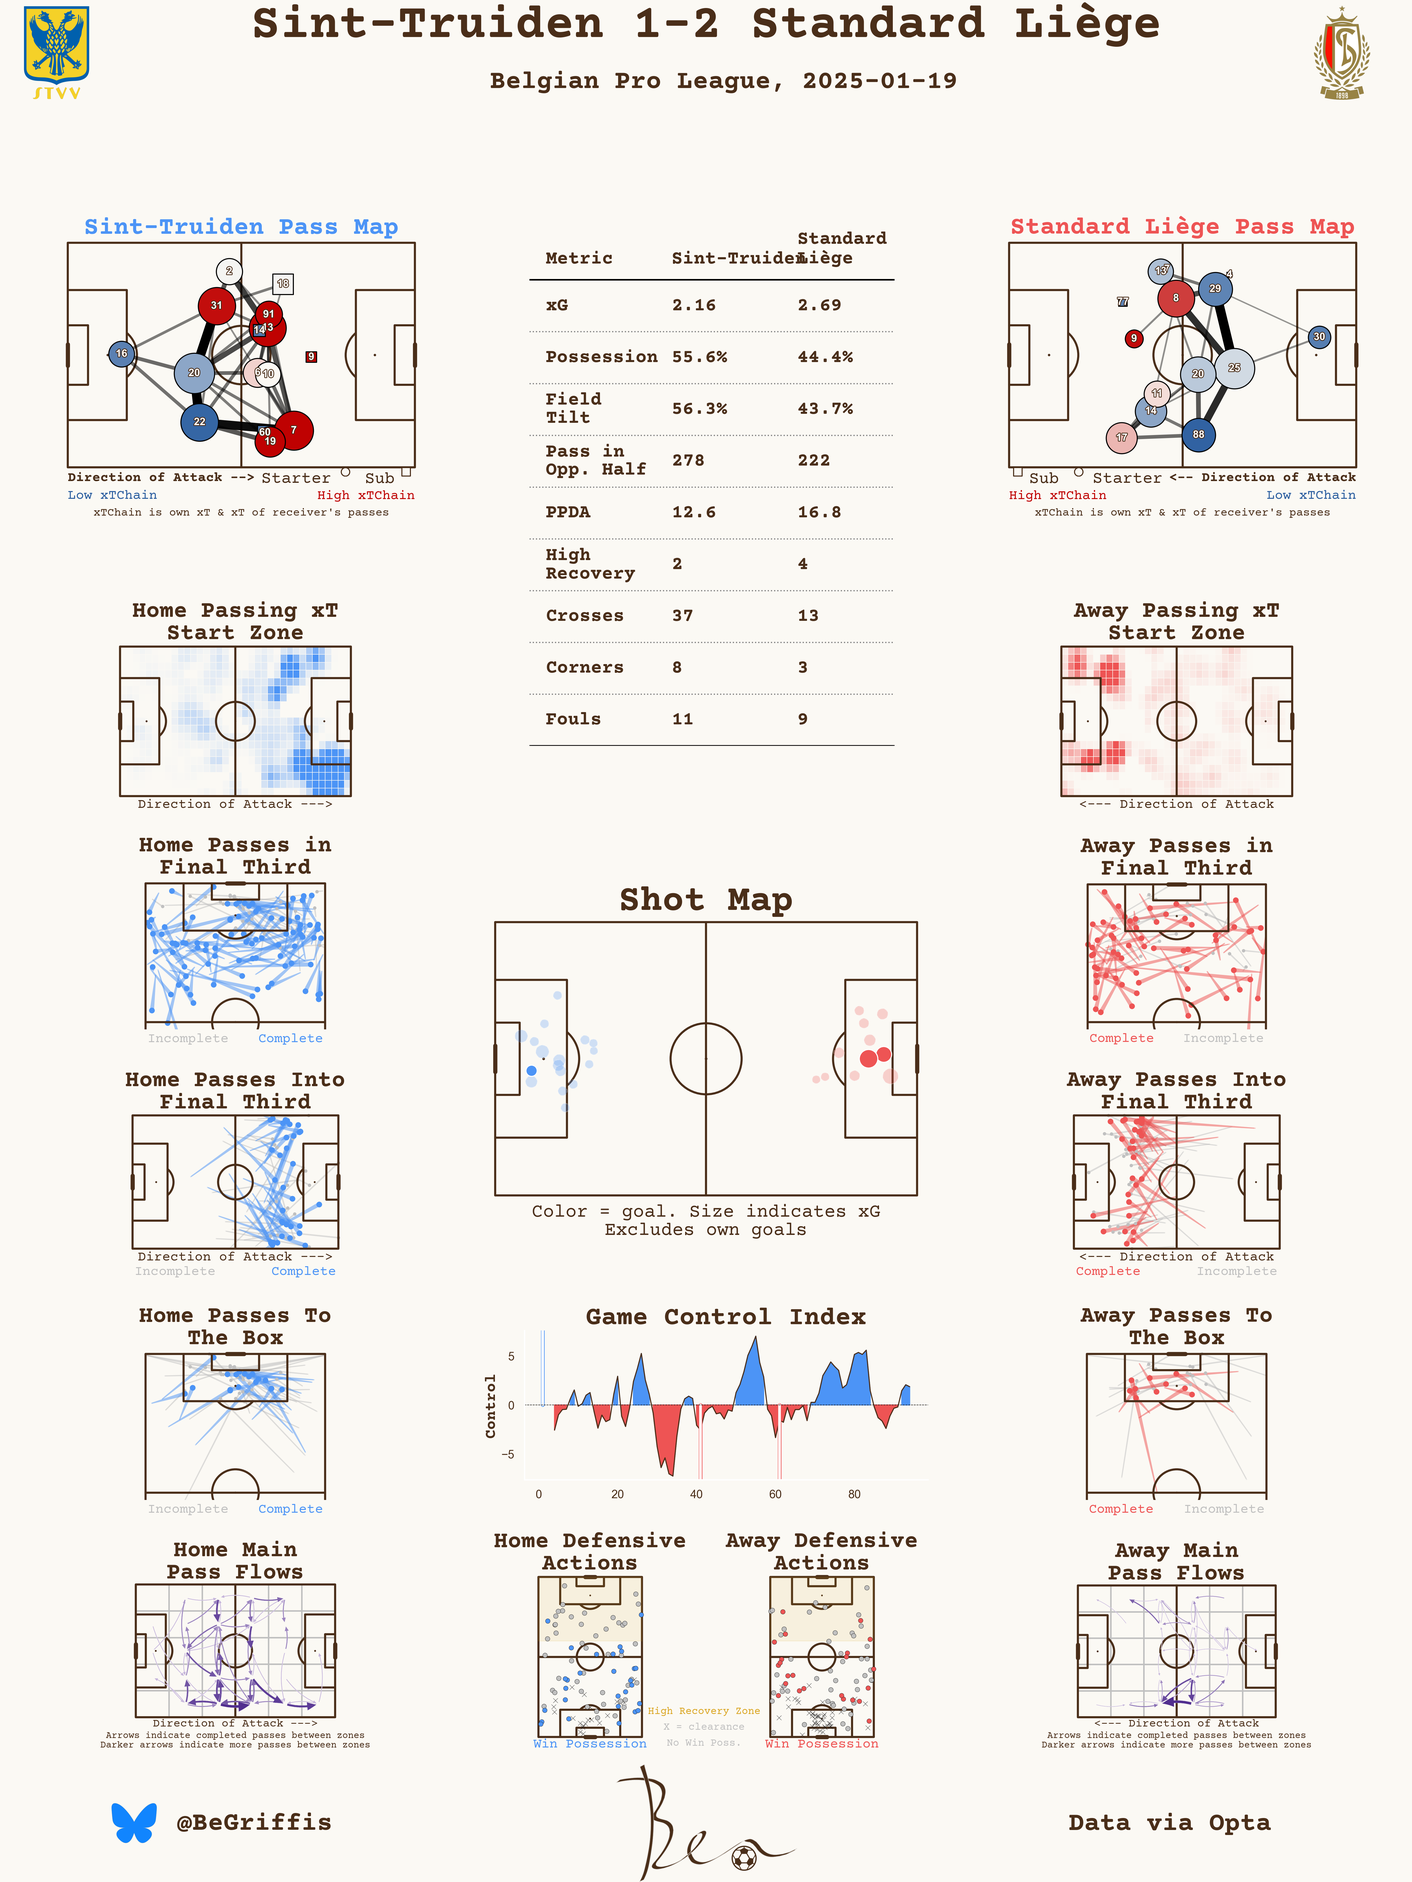 Sint-Truiden 1-2 Standard Liège
Belgian Pro League, 2025-01-19
STVV
1898
Sint-Truiden Pass Map
2
18
31
91
13
14
9
16
20
6
10
22
60
19
7
Direction of Attack --> Starter Sub
Low xTChain High xTChain
xTChain is own xT & xT of receiver's passes
Metric Sint-Truiden Standard Liège
xG 2.16 2.69
Possession 55.6% 44.4%
Field Tilt 56.3% 43.7%
Pass in Opp. Half 278 222
PPDA 12.6 16.8
High Recovery 2 4
Crosses 37 13
Corners 8 3
Fouls 11 9
Standard Liège Pass Map
13
7
4
29
77
8
9
30
20
25
11
14
17
88
Sub Starter <-- Direction of Attack
High xTChain Low xTChain
xTChain is own xT & xT of receiver's passes
Home Passing xT
Start Zone
Direction of Attack --->
Away Passing xT
Start Zone
<--- Direction of Attack
Home Passes in
Final Third
Incomplete Complete
Away Passes in
Final Third
Complete Incomplete
Shot Map
Color = goal. Size indicates xG
Excludes own goals
Home Passes Into
Final Third
Direction of Attack --->
Incomplete Complete
Away Passes Into
Final Third
<--- Direction of Attack
Complete Incomplete
Home Passes To
The Box
Incomplete Complete
Game Control Index
Control
5
0
−5
0 20 40 60 80
Away Passes To
The Box
Complete Incomplete
Home Main
Pass Flows
Direction of Attack --->
Arrows indicate completed passes between zones
Darker arrows indicate more passes between zones
Home Defensive
Actions
Win Possession
Away Defensive
Actions
Win Possession
High Recovery Zone
X = clearance
No Win Poss.
Away Main
Pass Flows
<--- Direction of Attack
Arrows indicate completed passes between zones
Darker arrows indicate more passes between zones
@BeGriffis
Ben
Data via Opta